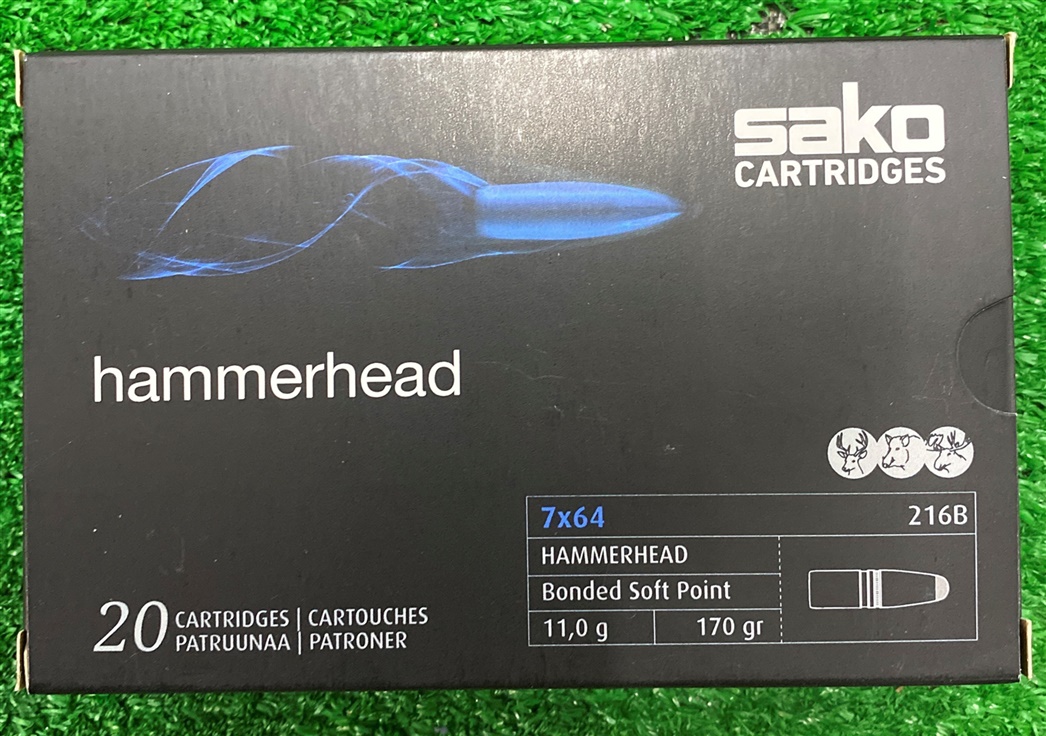 sako
CARTRIDGES
hammerhead
7x64 216B
HAMMERHEAD
Bonded Soft Point
11,0 g 170 gr
20 CARTRIDGES | CARTOUCHES
PATRUUNAA | PATRONER